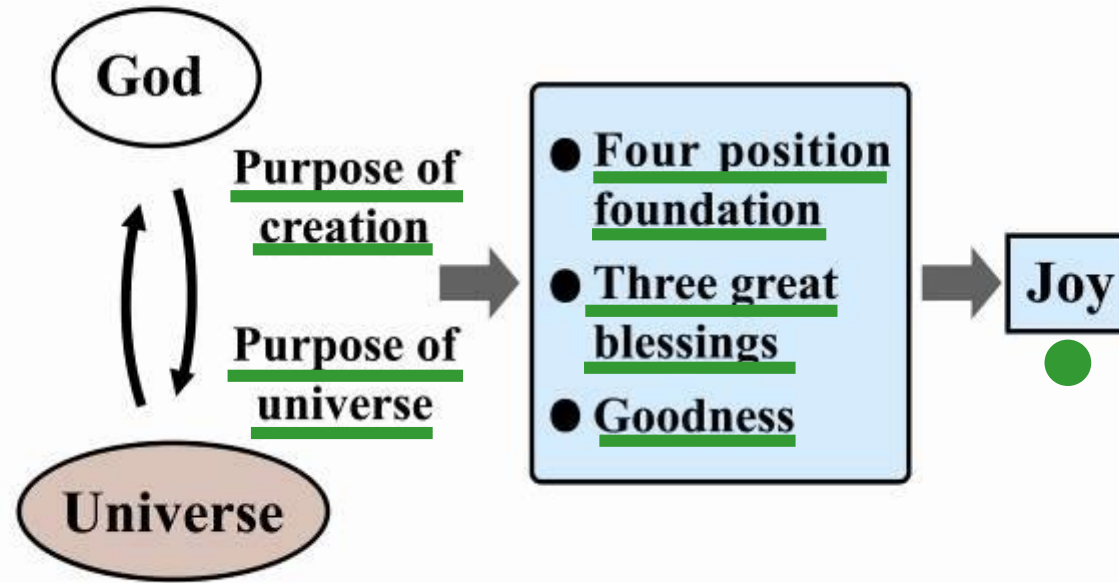 God
Purpose of
creation
Purpose of
universe
Universe
● Four position
foundation
● Three great
blessings
● Goodness
Joy